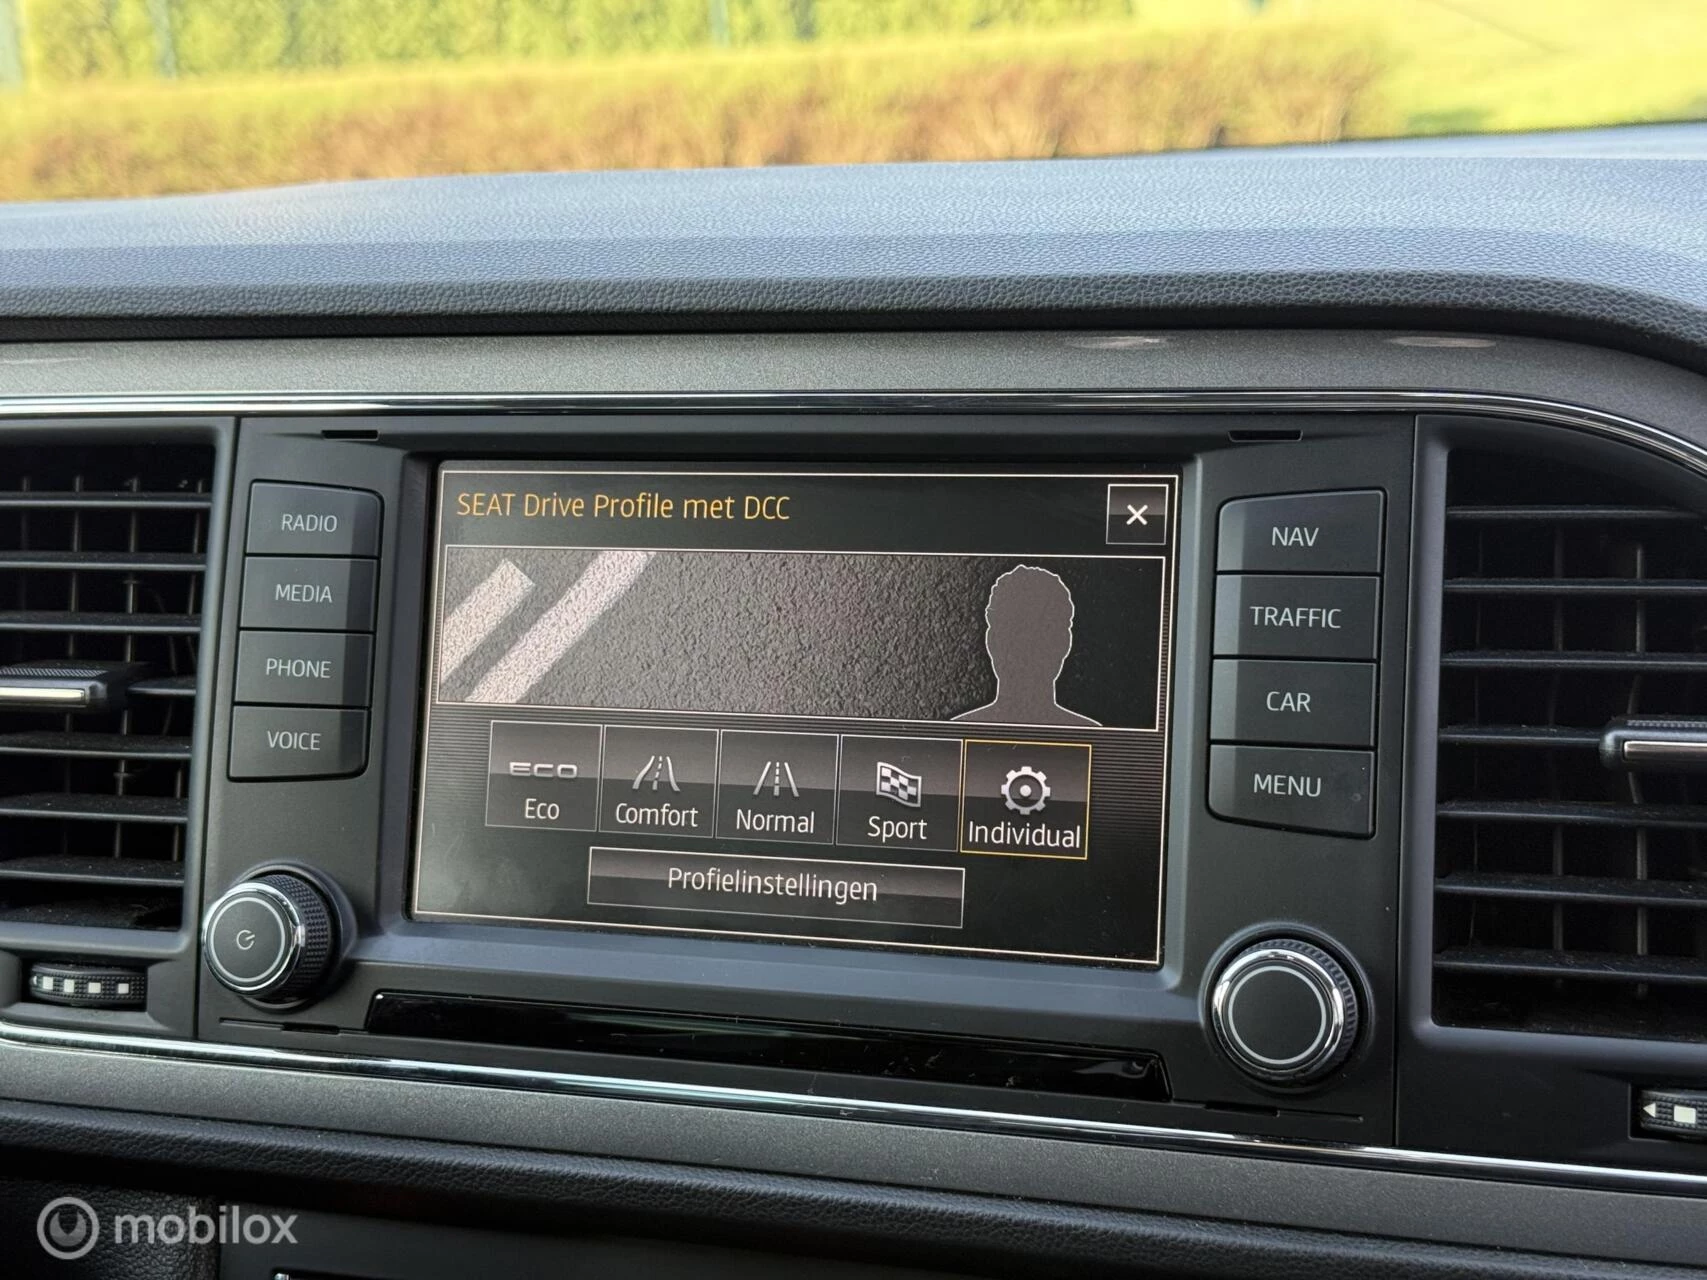 RADIO
MEDIA
PHONE
VOICE
SEAT Drive Profile met DCC
ECO
Eco
Comfort
Normal
Sport
Individual
Profielinstellingen
NAV
TRAFFIC
CAR
MENU
mobilox